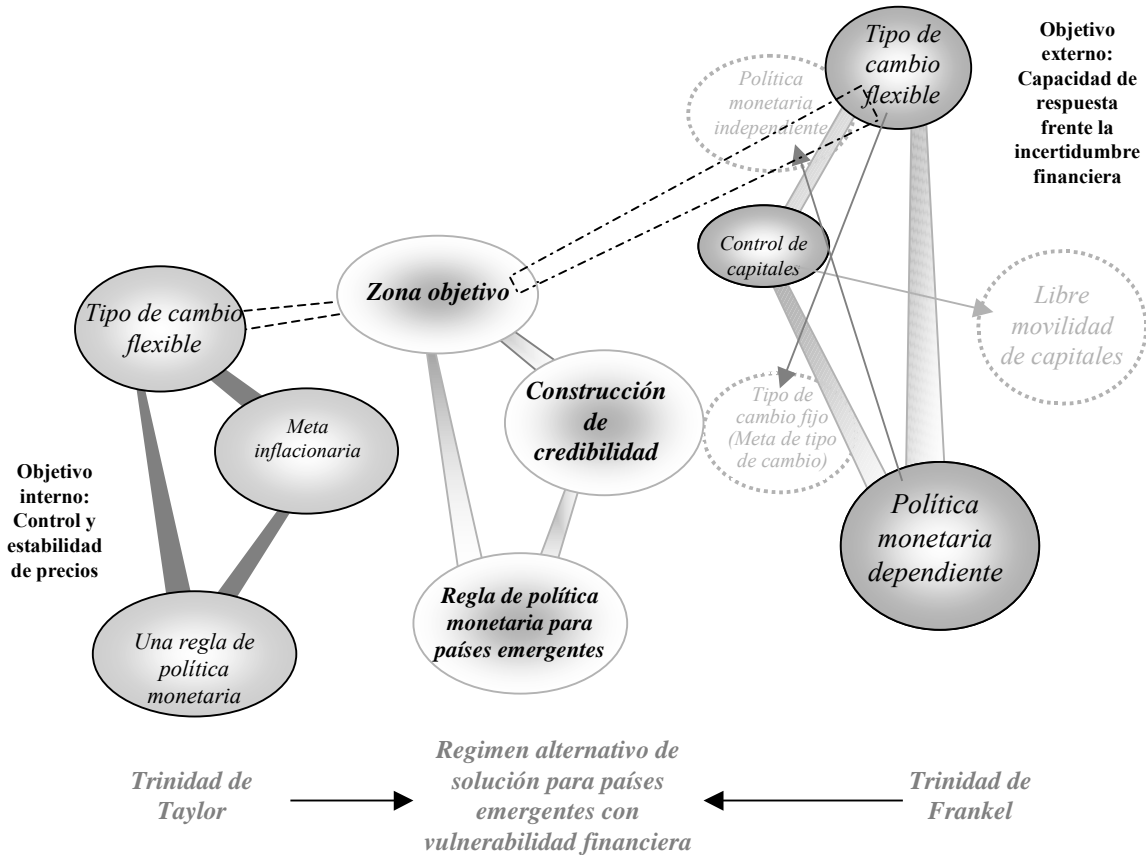 Tipo de
cambio
flexible
Objetivo
externo:
Capacidad de
respuesta
frente la
incertidumbre
financiera
Política
monetaria
independiente
Control de
capitales
Libre
movilidad
de capitales
Zona objetivo
Tipo de cambio
flexible
Meta
inflacionaria
Construcción
de
credibilidad
Tipo de
cambio fijo
(Meta de tipo
de cambio)
Objetivo
interno:
Control y
estabilidad
de precios
Política
monetaria
dependiente
Una regla de
política
monetaria
Regla de política
monetaria para
países emergentes
Trinidad de
Taylor
Regimen alternativo de
solución para países
emergentes con
vulnerabilidad financiera
Trinidad de
Frankel